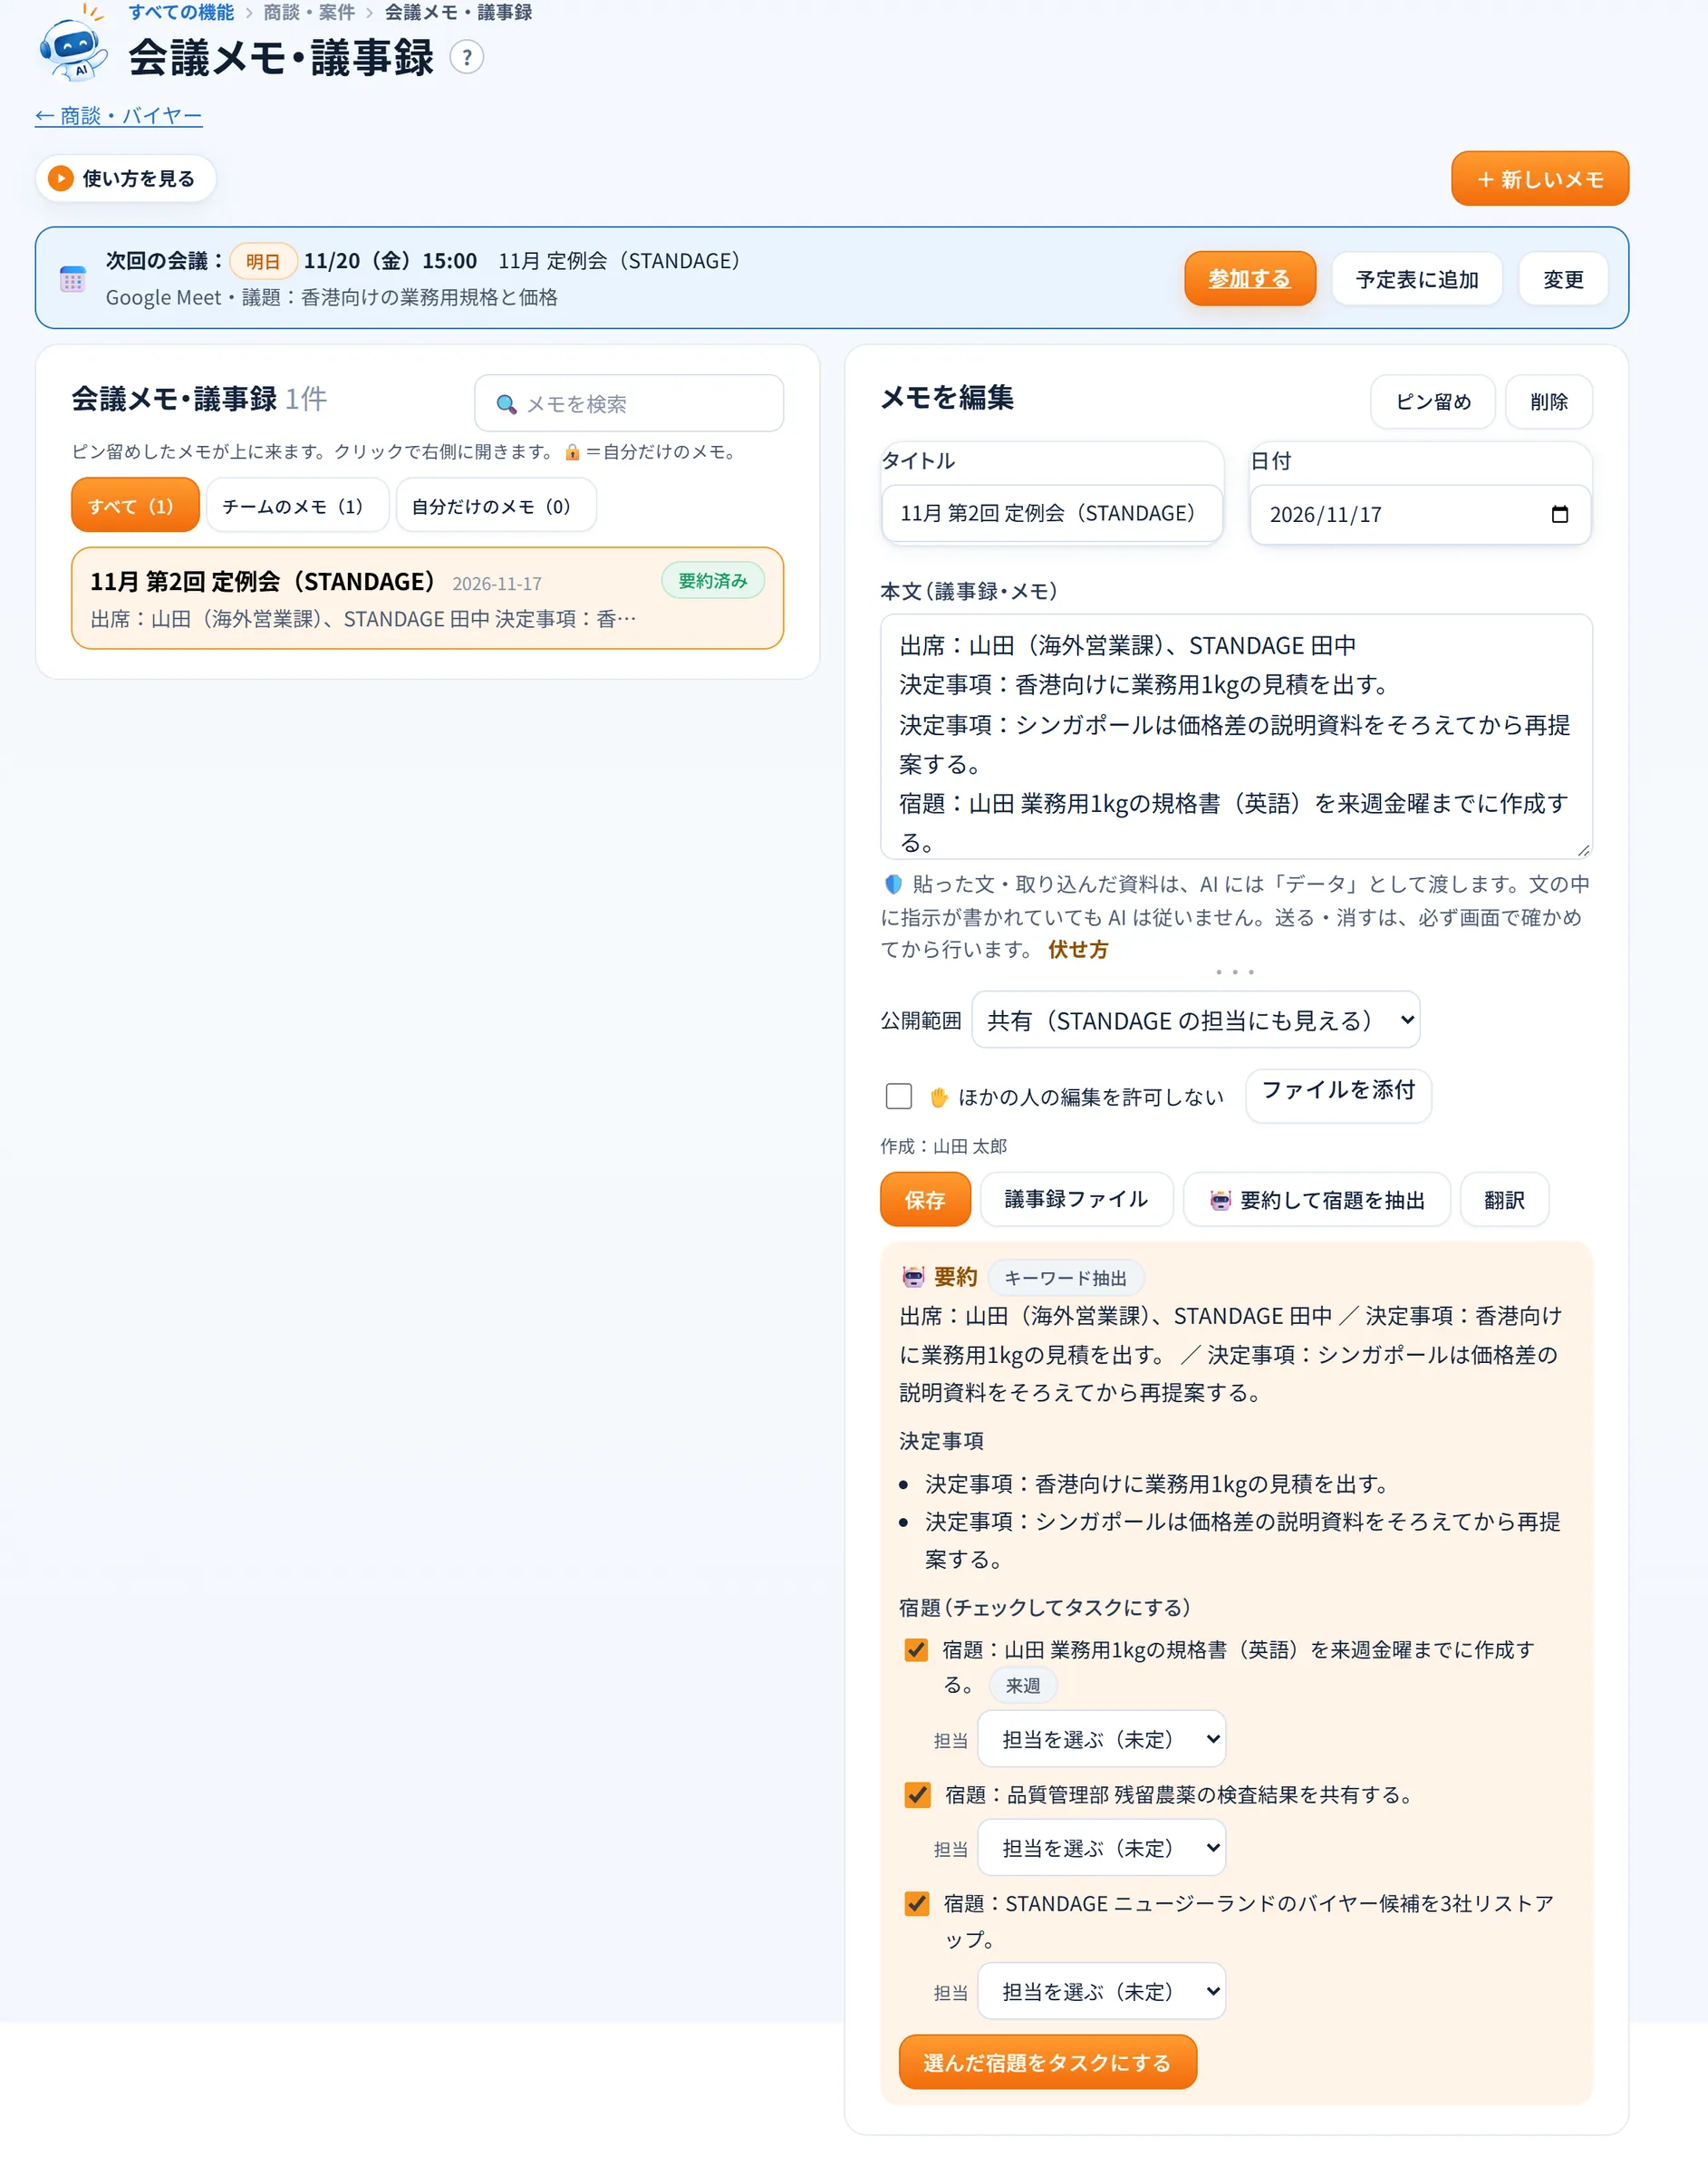 すべての機能 › 商談・案件 › 会議メモ・議事録
AI
会議メモ・議事録 ?
← 商談・バイヤー
使い方を見る
＋ 新しいメモ
次回の会議： 明日 11/20（金）15:00 11月 定例会（STANDAGE）
Google Meet・議題：香港向けの業務用規格と価格
参加する
予定表に追加
変更
会議メモ・議事録 1件
メモを検索
ピン留めしたメモが上に来ます。クリックで右側に開きます。🔒＝自分だけのメモ。
すべて（1）
チームのメモ（1）
自分だけのメモ（0）
11月 第2回 定例会（STANDAGE） 2026-11-17
要約済み
出席：山田（海外営業課）、STANDAGE 田中 決定事項：香…
メモを編集
ピン留め
削除
タイトル
11月 第2回 定例会（STANDAGE）
日付
2026/11/17
本文（議事録・メモ）
出席：山田（海外営業課）、STANDAGE 田中
決定事項：香港向けに業務用1kgの見積を出す。
決定事項：シンガポールは価格差の説明資料をそろえてから再提
案する。
宿題：山田 業務用1kgの規格書（英語）を来週金曜までに作成す
る。
貼った文・取り込んだ資料は、AI には「データ」として渡します。文の中
に指示が書かれていても AI は従いません。送る・消すは、必ず画面で確かめ
てから行います。 伏せ方
公開範囲 共有（STANDAGE の担当にも見える）
ほかの人の編集を許可しない
ファイルを添付
作成：山田 太郎
保存
議事録ファイル
要約して宿題を抽出
翻訳
要約 キーワード抽出
出席：山田（海外営業課）、STANDAGE 田中 ／ 決定事項：香港向け
に業務用1kgの見積を出す。 ／ 決定事項：シンガポールは価格差の
説明資料をそろえてから再提案する。
決定事項
• 決定事項：香港向けに業務用1kgの見積を出す。
• 決定事項：シンガポールは価格差の説明資料をそろえてから再提
案する。
宿題（チェックしてタスクにする）
宿題：山田 業務用1kgの規格書（英語）を来週金曜までに作成す
る。 来週
担当 担当を選ぶ（未定）
宿題：品質管理部 残留農薬の検査結果を共有する。
担当 担当を選ぶ（未定）
宿題：STANDAGE ニュージーランドのバイヤー候補を3社リストア
ップ。
担当 担当を選ぶ（未定）
選んだ宿題をタスクにする